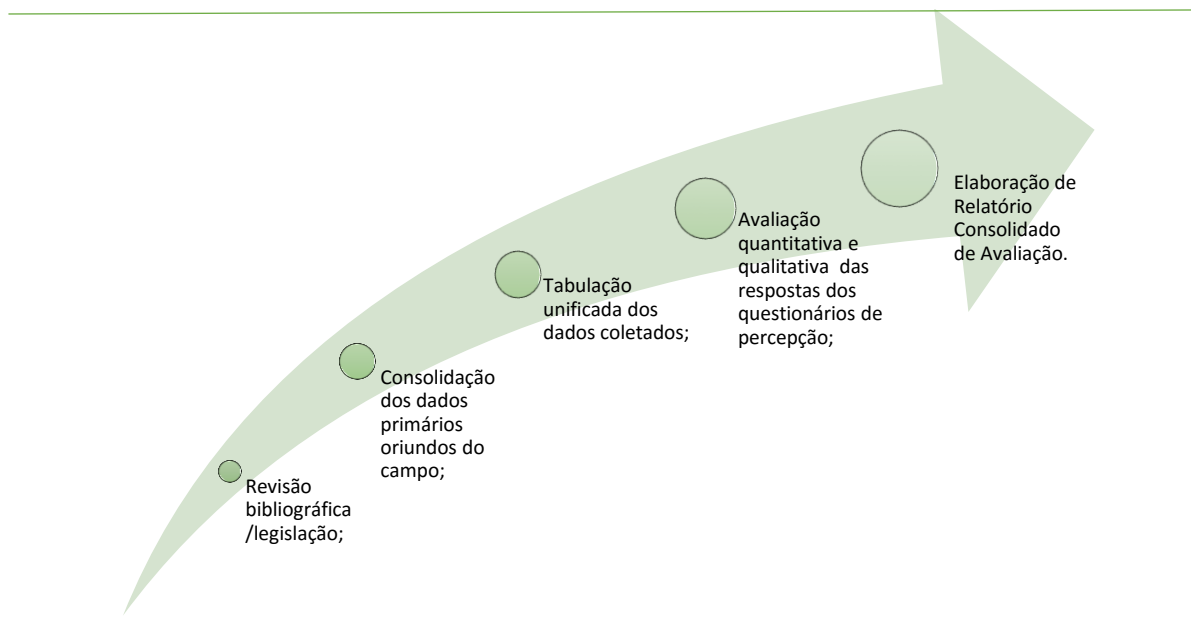 Revisão
bibliográfica
/legislação;
Consolidação
dos dados
primários
oriundos do
campo;
Tabulação
unificada dos
dados coletados;
Avaliação
quantitativa e
qualitativa das
respostas dos
questionários de
percepção;
Elaboração de
Relatório
Consolidado
de Avaliação.